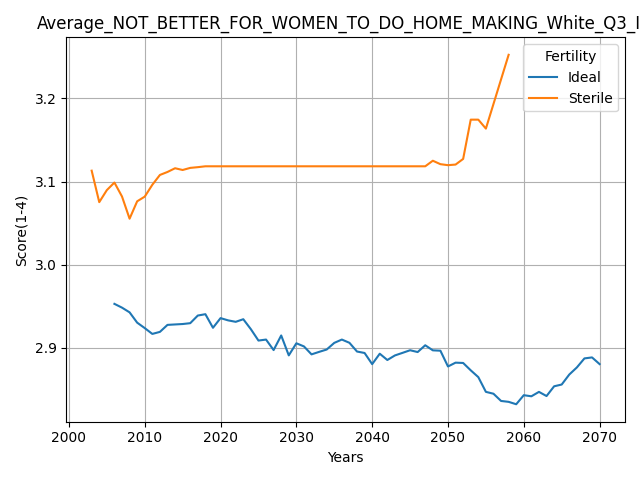 Average_NOT_BETTER_FOR_WOMEN_TO_DO_HOME_MAKING_White_Q3_I
Fertility
Ideal
Sterile
Score(1-4)
3.2
3.1
3.0
2.9
2000
2010
2020
2030
2040
2050
2060
2070
Years